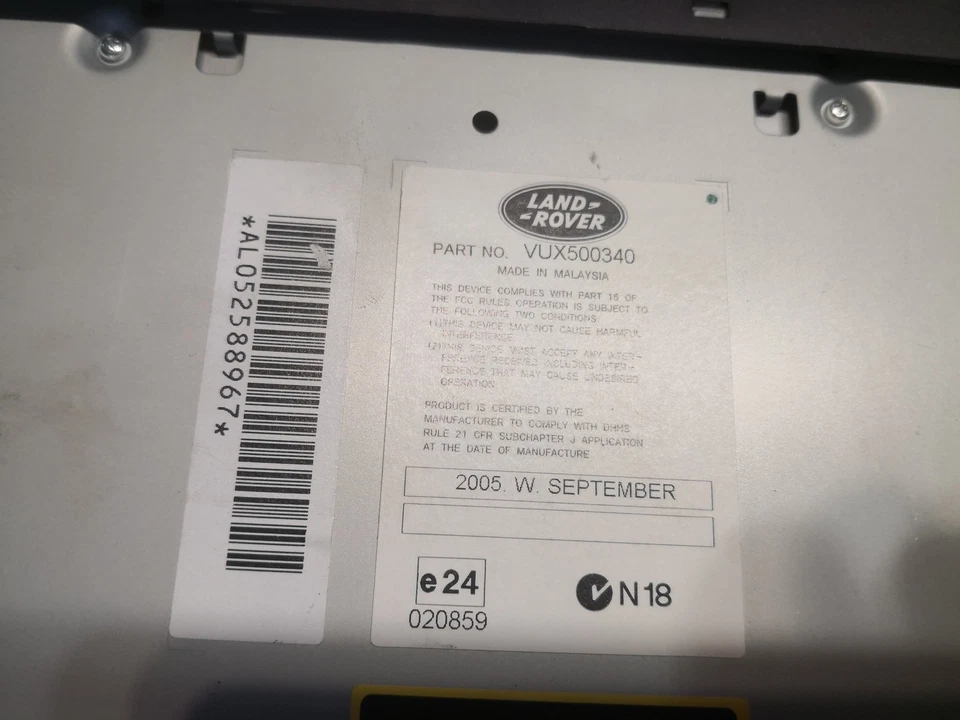 *AL052588967*
LAND-
-ROVER
PART NO. VUX500340
MADE IN MALAYSIA
THIS DEVICE COMPLIES WITH PART 15 OF
THE FCC RULES. OPERATION IS SUBJECT TO
THE FOLLOWING TWO CONDITIONS:
(1)THIS DEVICE MAY NOT CAUSE HARMFUL
INTERFERENCE.
(2)THIS DEVICE MUST ACCEPT ANY INTER-
FERENCE RECEIVED INCLUDING INTER-
FERENCE THAT MAY CAUSE UNDESIRED
OPERATION.
PRODUCT IS CERTIFIED BY THE
MANUFACTURER TO COMPLY WITH DHHS
RULE 21 CFR SUBCHAPTER J APPLICATION
AT THE DATE OF MANUFACTURE
2005. W. SEPTEMBER
e24
020859
N18